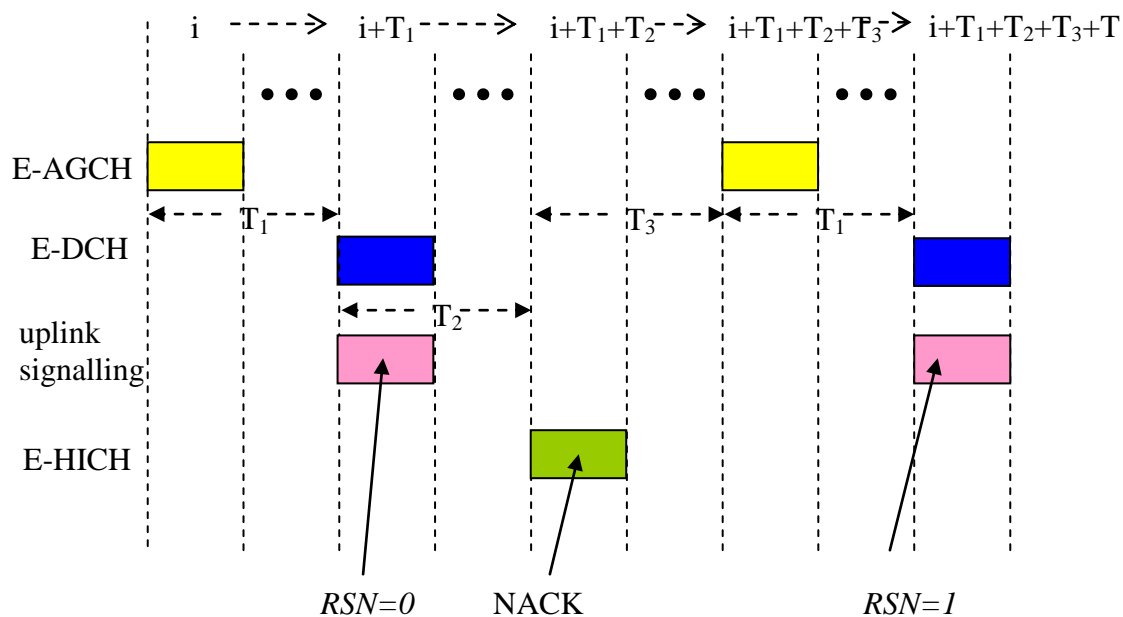 i i+T₁ i+T₁+T₂ i+T₁+T₂+T₃ i+T₁+T₂+T₃+T
E-AGCH
T₁ T₃ T₁
E-DCH
T₂
uplink
signalling
E-HICH
RSN=0 NACK RSN=1